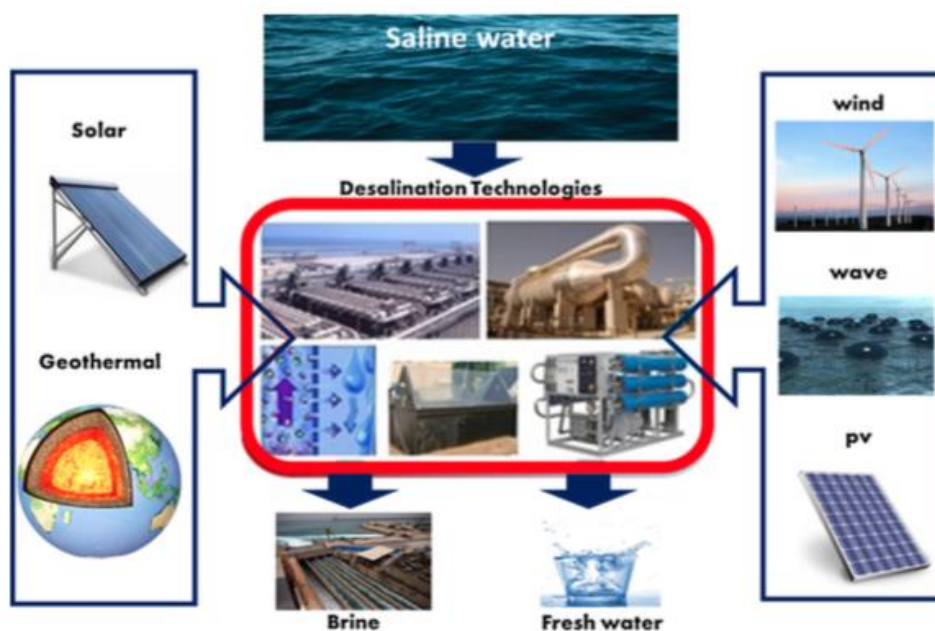 Saline water
Solar
wind
Desalination Technologies
wave
Geothermal
pv
Brine
Fresh water